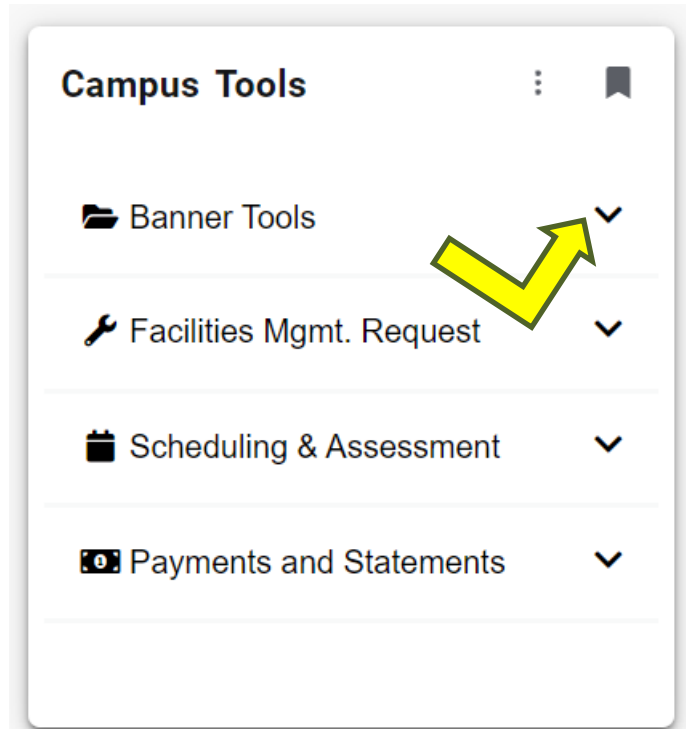 Campus Tools
Banner Tools
Facilities Mgmt. Request
Scheduling & Assessment
Payments and Statements